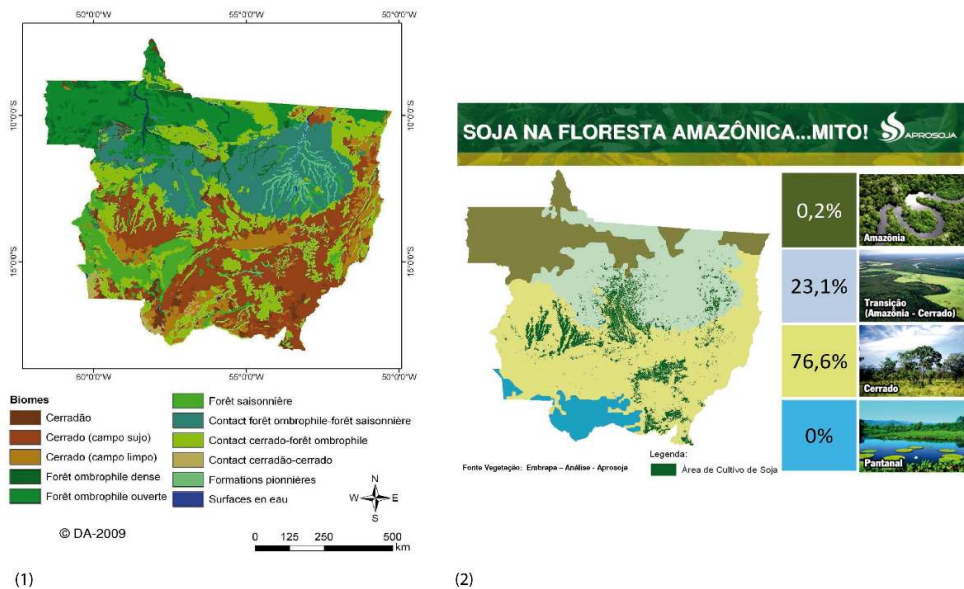 60°0'0"W 55°0'0"W 50°0'0"W
10°0'0"S
15°0'0"S
10°0'0"S
15°0'0"S
60°0'0"W 55°0'0"W 50°0'0"W
Biomes
Cerradão
Cerrado (campo sujo)
Cerrado (campo limpo)
Forêt ombrophile dense
Forêt ombrophile ouverte
Forêt saisonnière
Contact forêt ombrophile-forêt saisonnière
Contact cerrado-forêt ombrophile
Contact cerradão-cerrado
Formations pionnières
Surfaces en eau
N
W E
S
© DA-2009
0 125 250 500
km
(1)
SOJA NA FLORESTA AMAZÔNICA...MITO!
APROSOJA
0,2%
Amazônia
23,1%
Transição
(Amazônia - Cerrado)
76,6%
Cerrado
0%
Pantanal
Legenda:
Fonte Vegetação: Embrapa – Análise - Aprosoja
Área de Cultivo de Soja
(2)